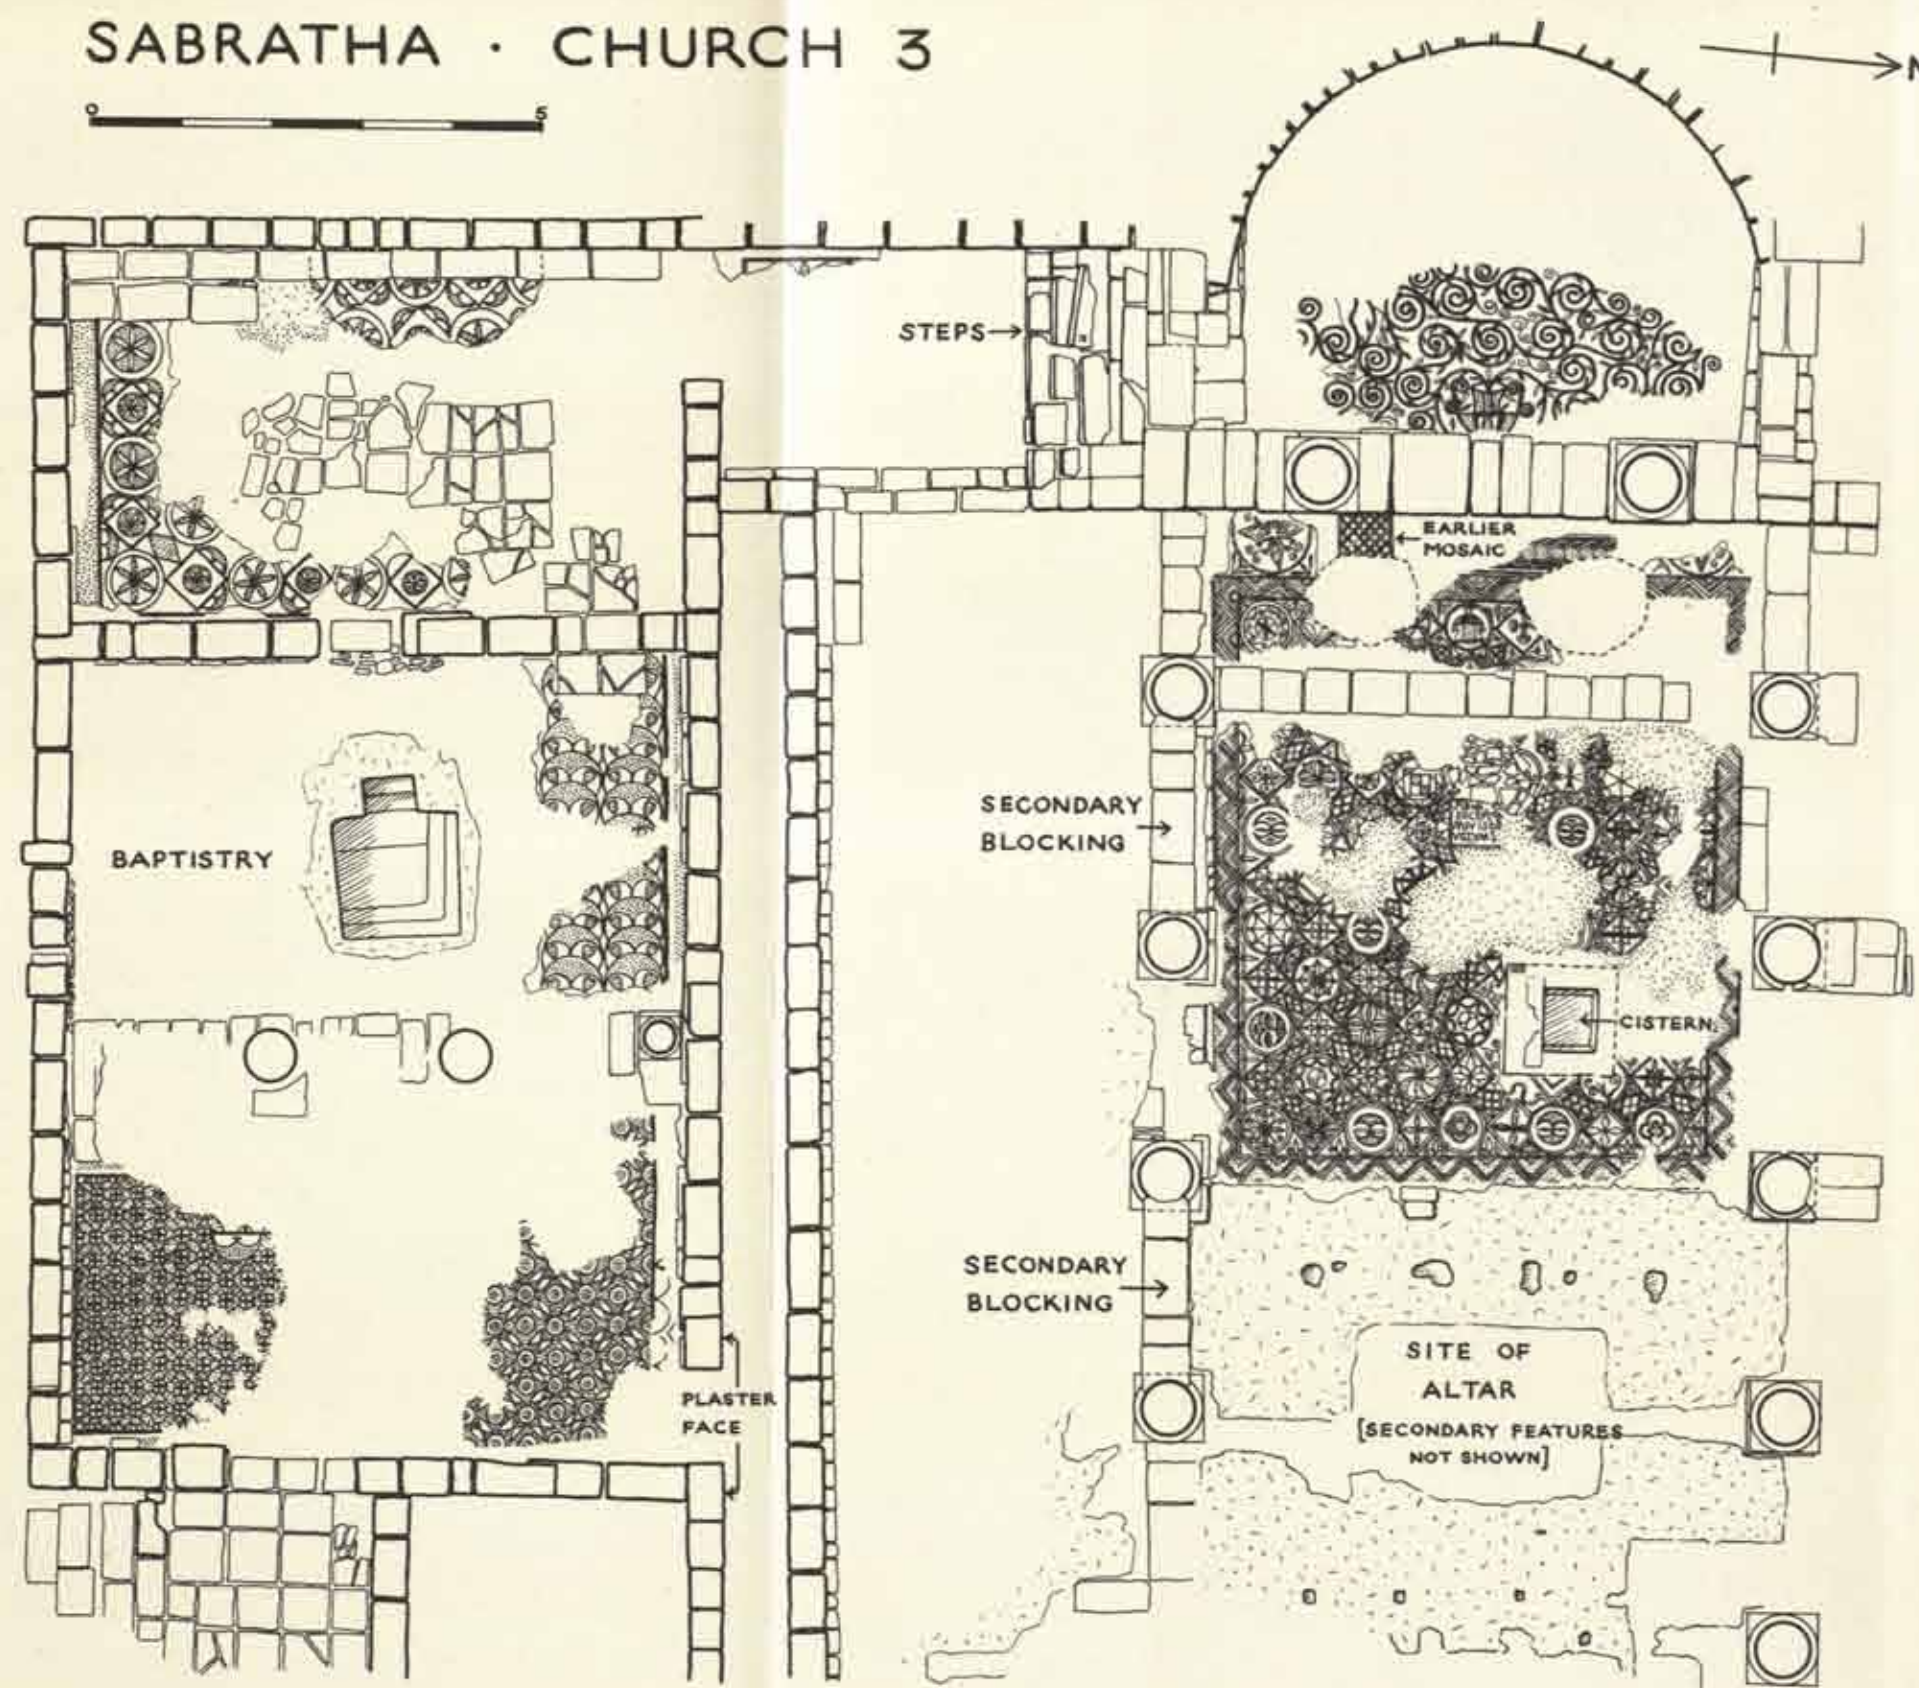 SABRATHA · CHURCH 3
0 5
N
STEPS
EARLIER
MOSAIC
SECONDARY
BLOCKING
BAPTISTRY
CISTERN
SECONDARY
BLOCKING
SITE OF
ALTAR
[SECONDARY FEATURES
NOT SHOWN]
PLASTER
FACE